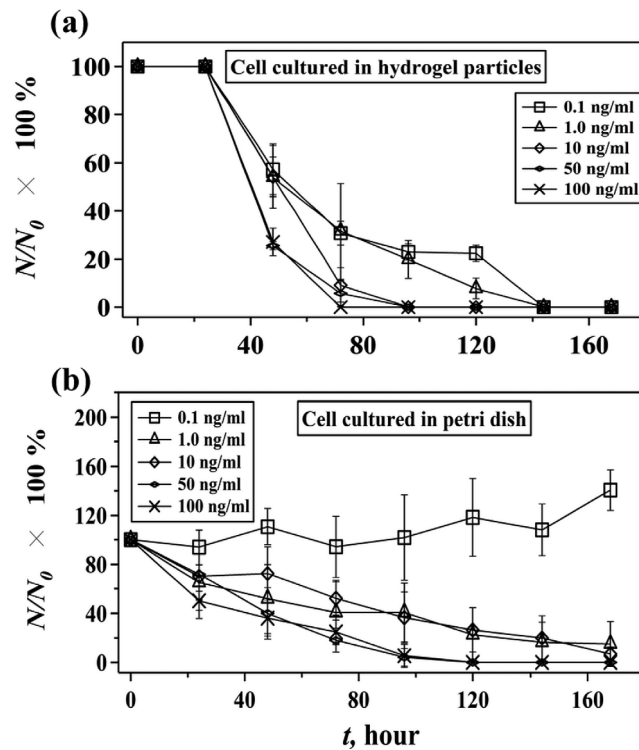 (a)
Cell cultured in hydrogel particles
0.1 ng/ml
1.0 ng/ml
10 ng/ml
50 ng/ml
100 ng/ml
N/N0 × 100 %
100
80
60
40
20
0
0 40 80 120 160
(b)
Cell cultured in petri dish
0.1 ng/ml
1.0 ng/ml
10 ng/ml
50 ng/ml
100 ng/ml
N/N0 × 100 %
200
160
120
80
40
0
0 40 80 120 160
t, hour